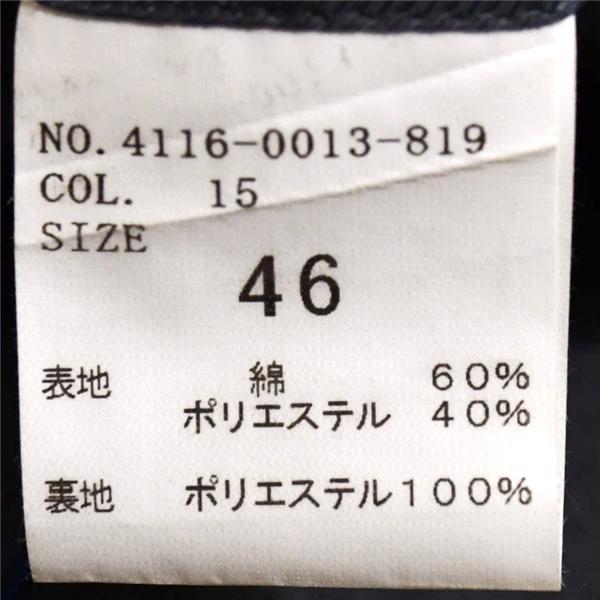 NO. 4116-0013-819
COL. 15
SIZE
46
表地 綿 60%
ポリエステル 40%
裏地 ポリエステル100%